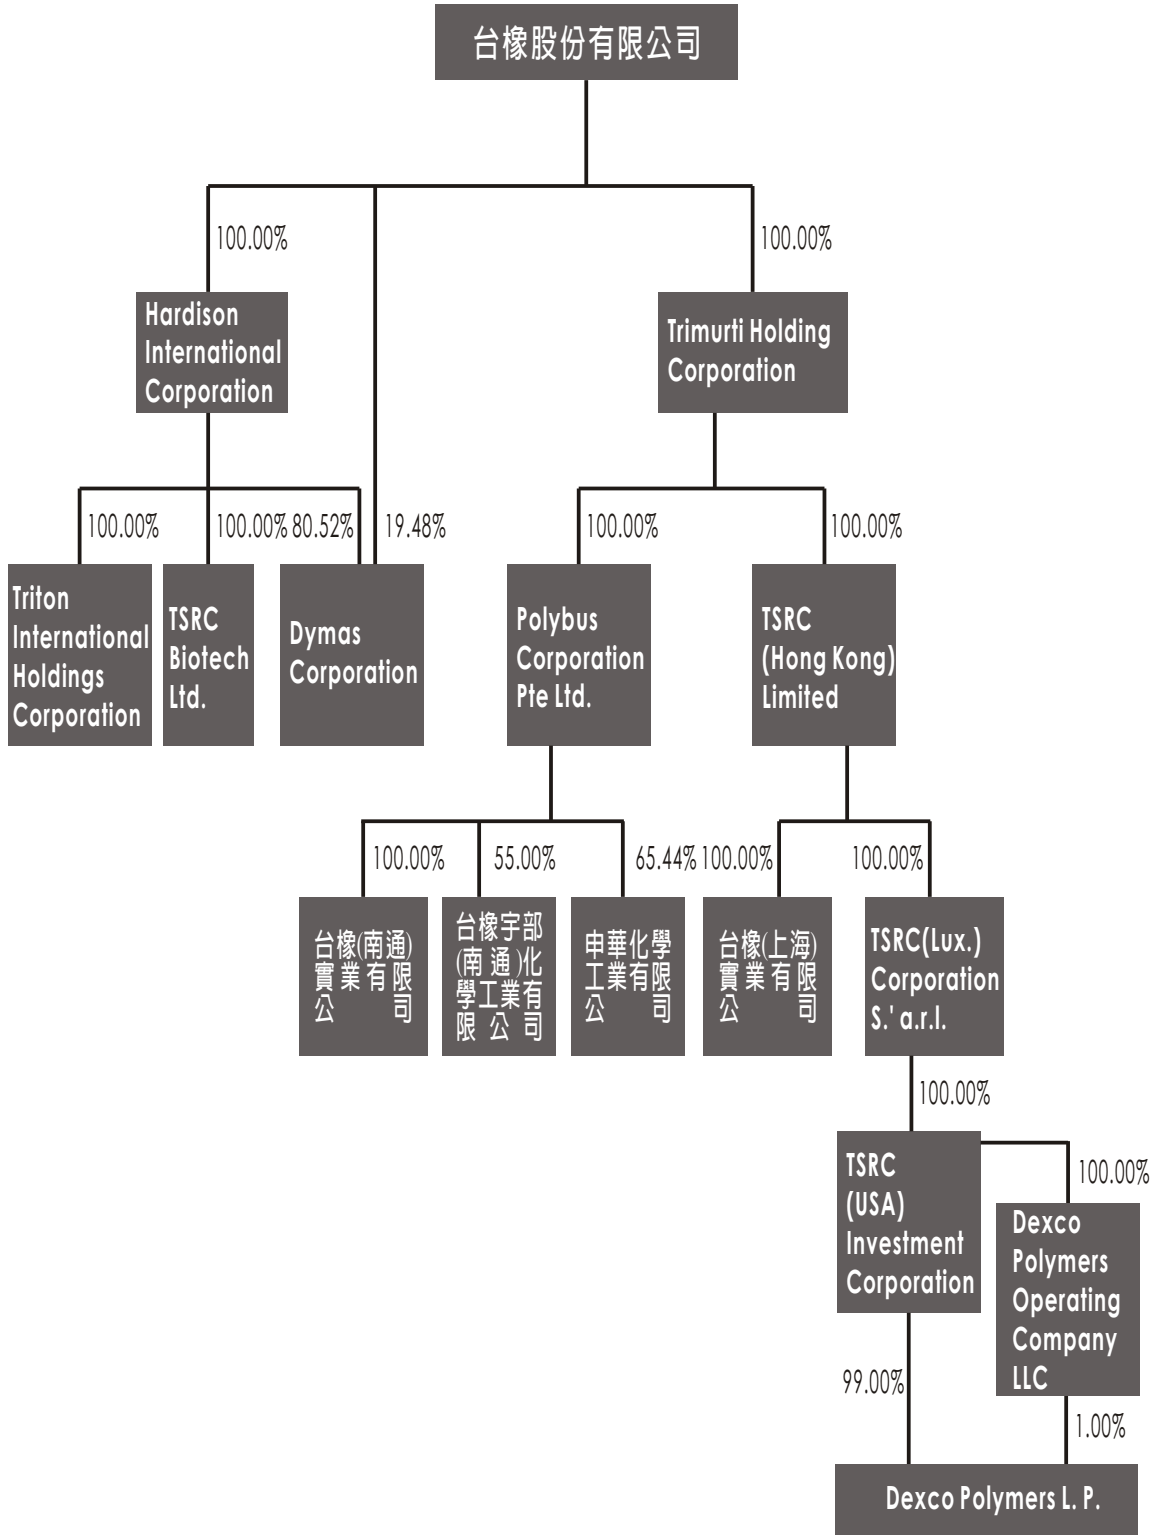 台橡股份有限公司
100.00%
100.00%
Hardison
International
Corporation
Trimurti Holding
Corporation
100.00%
100.00%
80.52%
19.48%
100.00%
100.00%
Triton
International
Holdings
Corporation
TSRC
Biotech
Ltd.
Dymas
Corporation
Polybus
Corporation
Pte Ltd.
TSRC
(Hong Kong)
Limited
100.00%
55.00%
65.44%
100.00%
100.00%
台橡(南通)
實業有限
公司
台橡宇部
(南通)化
學工業有
限公司
申華化學
工業有限
公司
台橡(上海)
實業有限
公司
TSRC(Lux.)
Corporation
S.' a.r.l.
100.00%
TSRC
(USA)
Investment
Corporation
100.00%
Dexco
Polymers
Operating
Company
LLC
99.00%
1.00%
Dexco Polymers L. P.